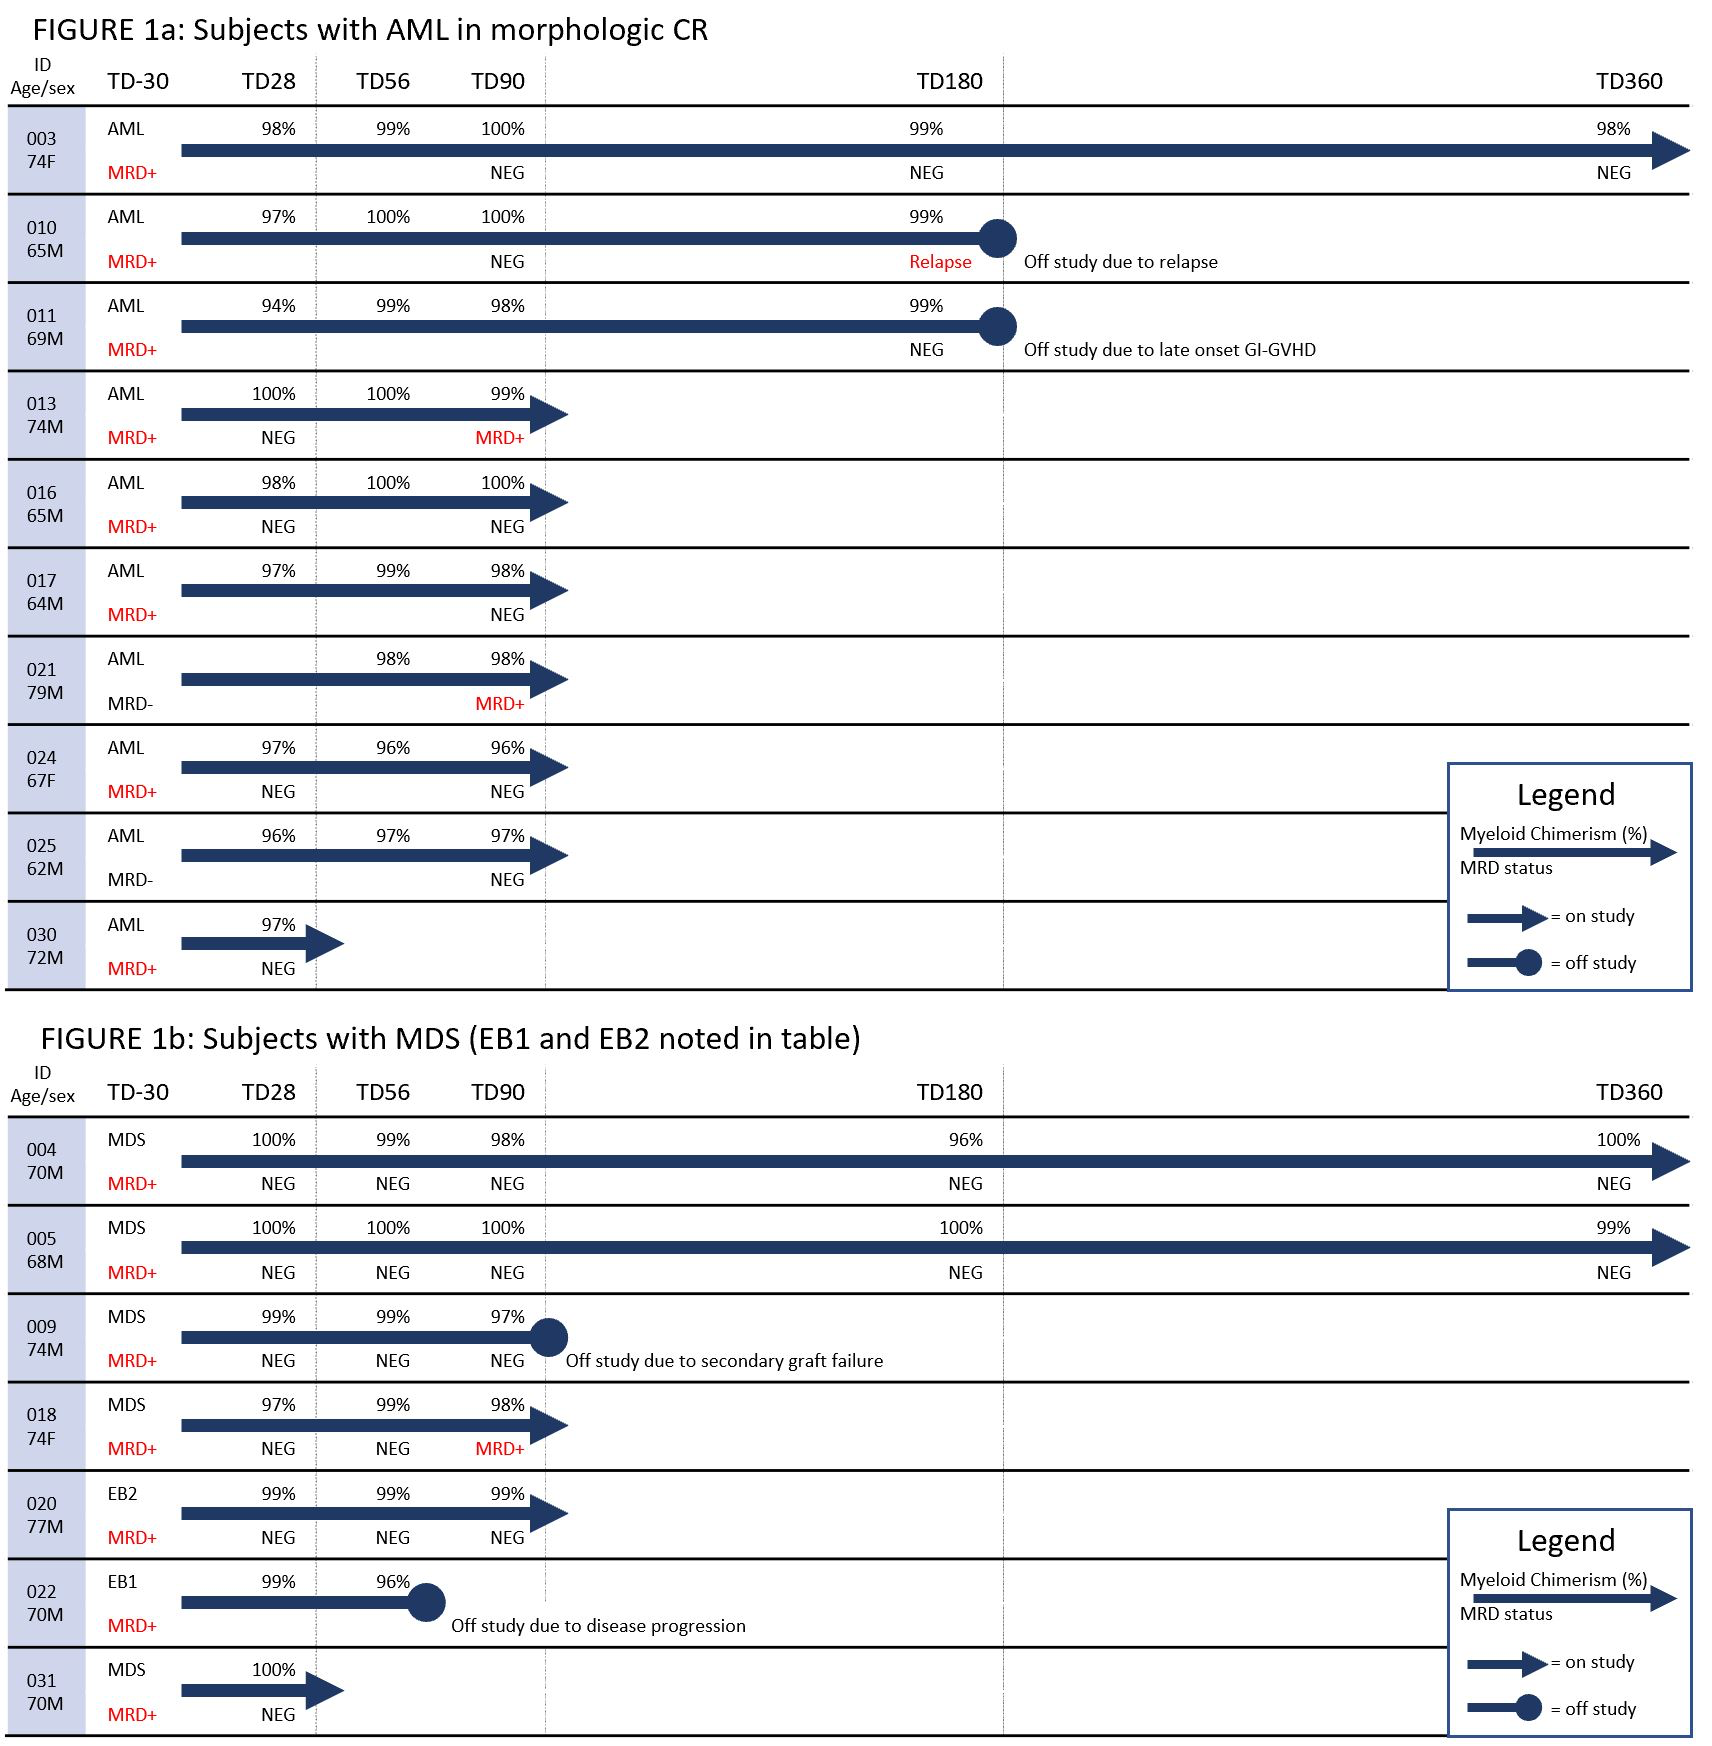 FIGURE 1a: Subjects with AML in morphologic CR
ID
Age/sex TD-30 TD28 TD56 TD90 TD180 TD360
003
74F
AML 98% 99% 100% 99% 98%
MRD+ NEG NEG NEG
010
65M
AML 97% 100% 100% 99%
MRD+ NEG Relapse Off study due to relapse
011
69M
AML 94% 99% 98% 99%
MRD+ NEG Off study due to late onset GI-GVHD
013
74M
AML 100% 100% 99%
MRD+ NEG MRD+
016
65M
AML 98% 100% 100%
MRD+ NEG NEG
017
64M
AML 97% 99% 98%
MRD+ NEG
021
79M
AML 98% 98%
MRD- MRD+
024
67F
AML 97% 96% 96%
MRD+ NEG NEG
025
62M
AML 96% 97% 97%
MRD- NEG
030
72M
AML 97%
MRD+ NEG
Legend
Myeloid Chimerism (%)
MRD status
= on study
= off study
FIGURE 1b: Subjects with MDS (EB1 and EB2 noted in table)
ID
Age/sex TD-30 TD28 TD56 TD90 TD180 TD360
004
70M
MDS 100% 99% 98% 96% 100%
MRD+ NEG NEG NEG NEG NEG
005
68M
MDS 100% 100% 100% 100% 99%
MRD+ NEG NEG NEG NEG NEG
009
74M
MDS 99% 99% 97%
MRD+ NEG NEG NEG Off study due to secondary graft failure
018
74F
MDS 97% 99% 98%
MRD+ NEG NEG MRD+
020
77M
EB2 99% 99% 99%
MRD+ NEG NEG NEG
022
70M
EB1 99% 96%
MRD+ Off study due to disease progression
031
70M
MDS 100%
MRD+ NEG
Legend
Myeloid Chimerism (%)
MRD status
= on study
= off study